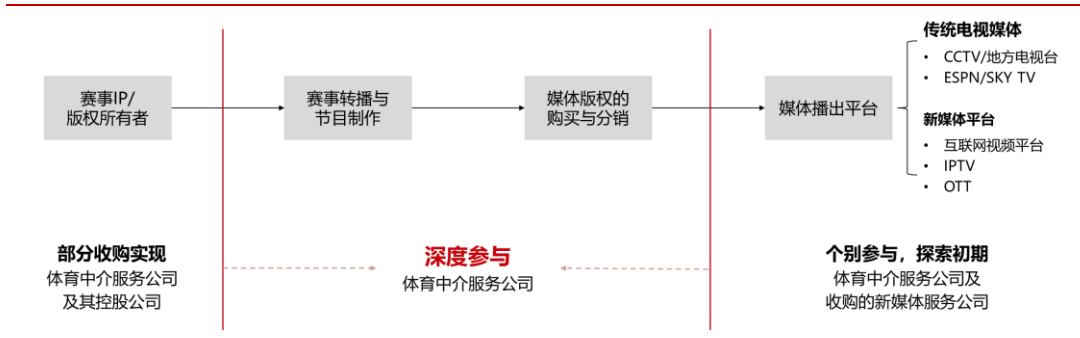 赛事IP/
版权所有者
赛事转播与
节目制作
媒体版权的
购买与分销
媒体播出平台
传统电视媒体
• CCTV/地方电视台
• ESPN/SKY TV
新媒体平台
• 互联网视频平台
• IPTV
• OTT
部分收购实现
体育中介服务公司
及其控股公司
深度参与
体育中介服务公司
个别参与，探索初期
体育中介服务公司及
收购的新媒体服务公司